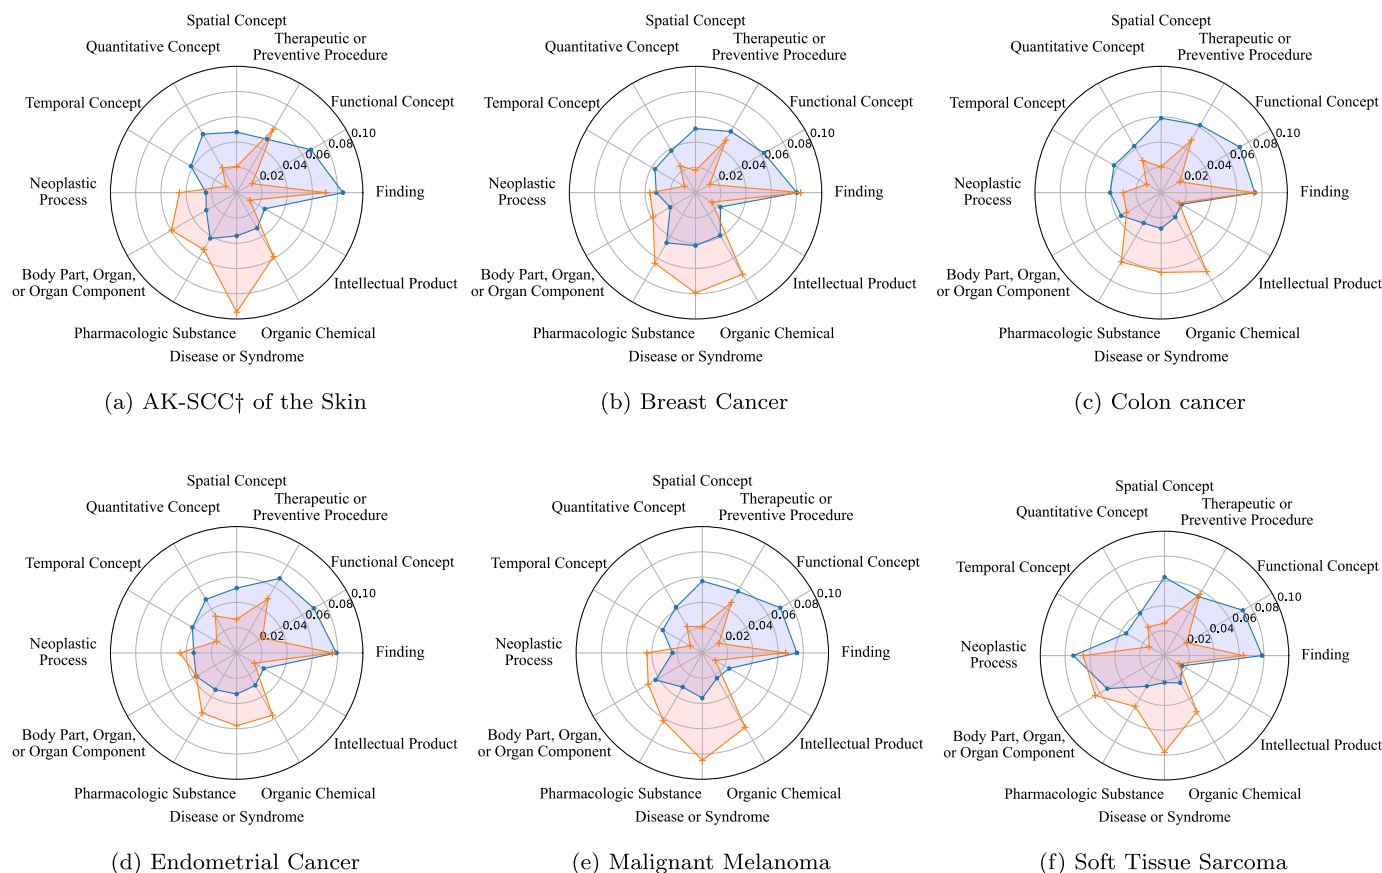 Spatial Concept
Quantitative Concept
Therapeutic or
Preventive Procedure
Temporal Concept
Functional Concept
0.10
0.08
0.06
0.04
0.02
Neoplastic
Process
Finding
Body Part, Organ,
or Organ Component
Intellectual Product
Pharmacologic Substance
Organic Chemical
Disease or Syndrome
(a) AK-SCC† of the Skin
Spatial Concept
Quantitative Concept
Therapeutic or
Preventive Procedure
Temporal Concept
Functional Concept
0.10
0.08
0.06
0.04
0.02
Neoplastic
Process
Finding
Body Part, Organ,
or Organ Component
Intellectual Product
Pharmacologic Substance
Organic Chemical
Disease or Syndrome
(b) Breast Cancer
Spatial Concept
Quantitative Concept
Therapeutic or
Preventive Procedure
Temporal Concept
Functional Concept
0.10
0.08
0.06
0.04
0.02
Neoplastic
Process
Finding
Body Part, Organ,
or Organ Component
Intellectual Product
Pharmacologic Substance
Organic Chemical
Disease or Syndrome
(c) Colon cancer
Spatial Concept
Quantitative Concept
Therapeutic or
Preventive Procedure
Temporal Concept
Functional Concept
0.10
0.08
0.06
0.04
0.02
Neoplastic
Process
Finding
Body Part, Organ,
or Organ Component
Intellectual Product
Pharmacologic Substance
Organic Chemical
Disease or Syndrome
(d) Endometrial Cancer
Spatial Concept
Quantitative Concept
Therapeutic or
Preventive Procedure
Temporal Concept
Functional Concept
0.10
0.08
0.06
0.04
0.02
Neoplastic
Process
Finding
Body Part, Organ,
or Organ Component
Intellectual Product
Pharmacologic Substance
Organic Chemical
Disease or Syndrome
(e) Malignant Melanoma
Spatial Concept
Quantitative Concept
Therapeutic or
Preventive Procedure
Temporal Concept
Functional Concept
0.10
0.08
0.06
0.04
0.02
Neoplastic
Process
Finding
Body Part, Organ,
or Organ Component
Intellectual Product
Pharmacologic Substance
Organic Chemical
Disease or Syndrome
(f) Soft Tissue Sarcoma